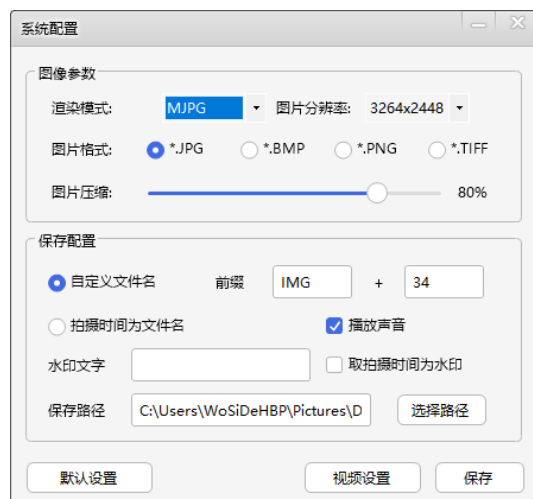 系统配置
图像参数
渲染模式: MJPG 图片分辨率: 3264x2448
图片格式: *.JPG *.BMP *.PNG *.TIFF
图片压缩: 80%
保存配置
自定义文件名 前缀 IMG + 34
拍摄时间为文件名 播放声音
水印文字 取拍摄时间为水印
保存路径 C:\Users\WoSiDeHBP\Pictures\D 选择路径
默认设置 视频设置 保存